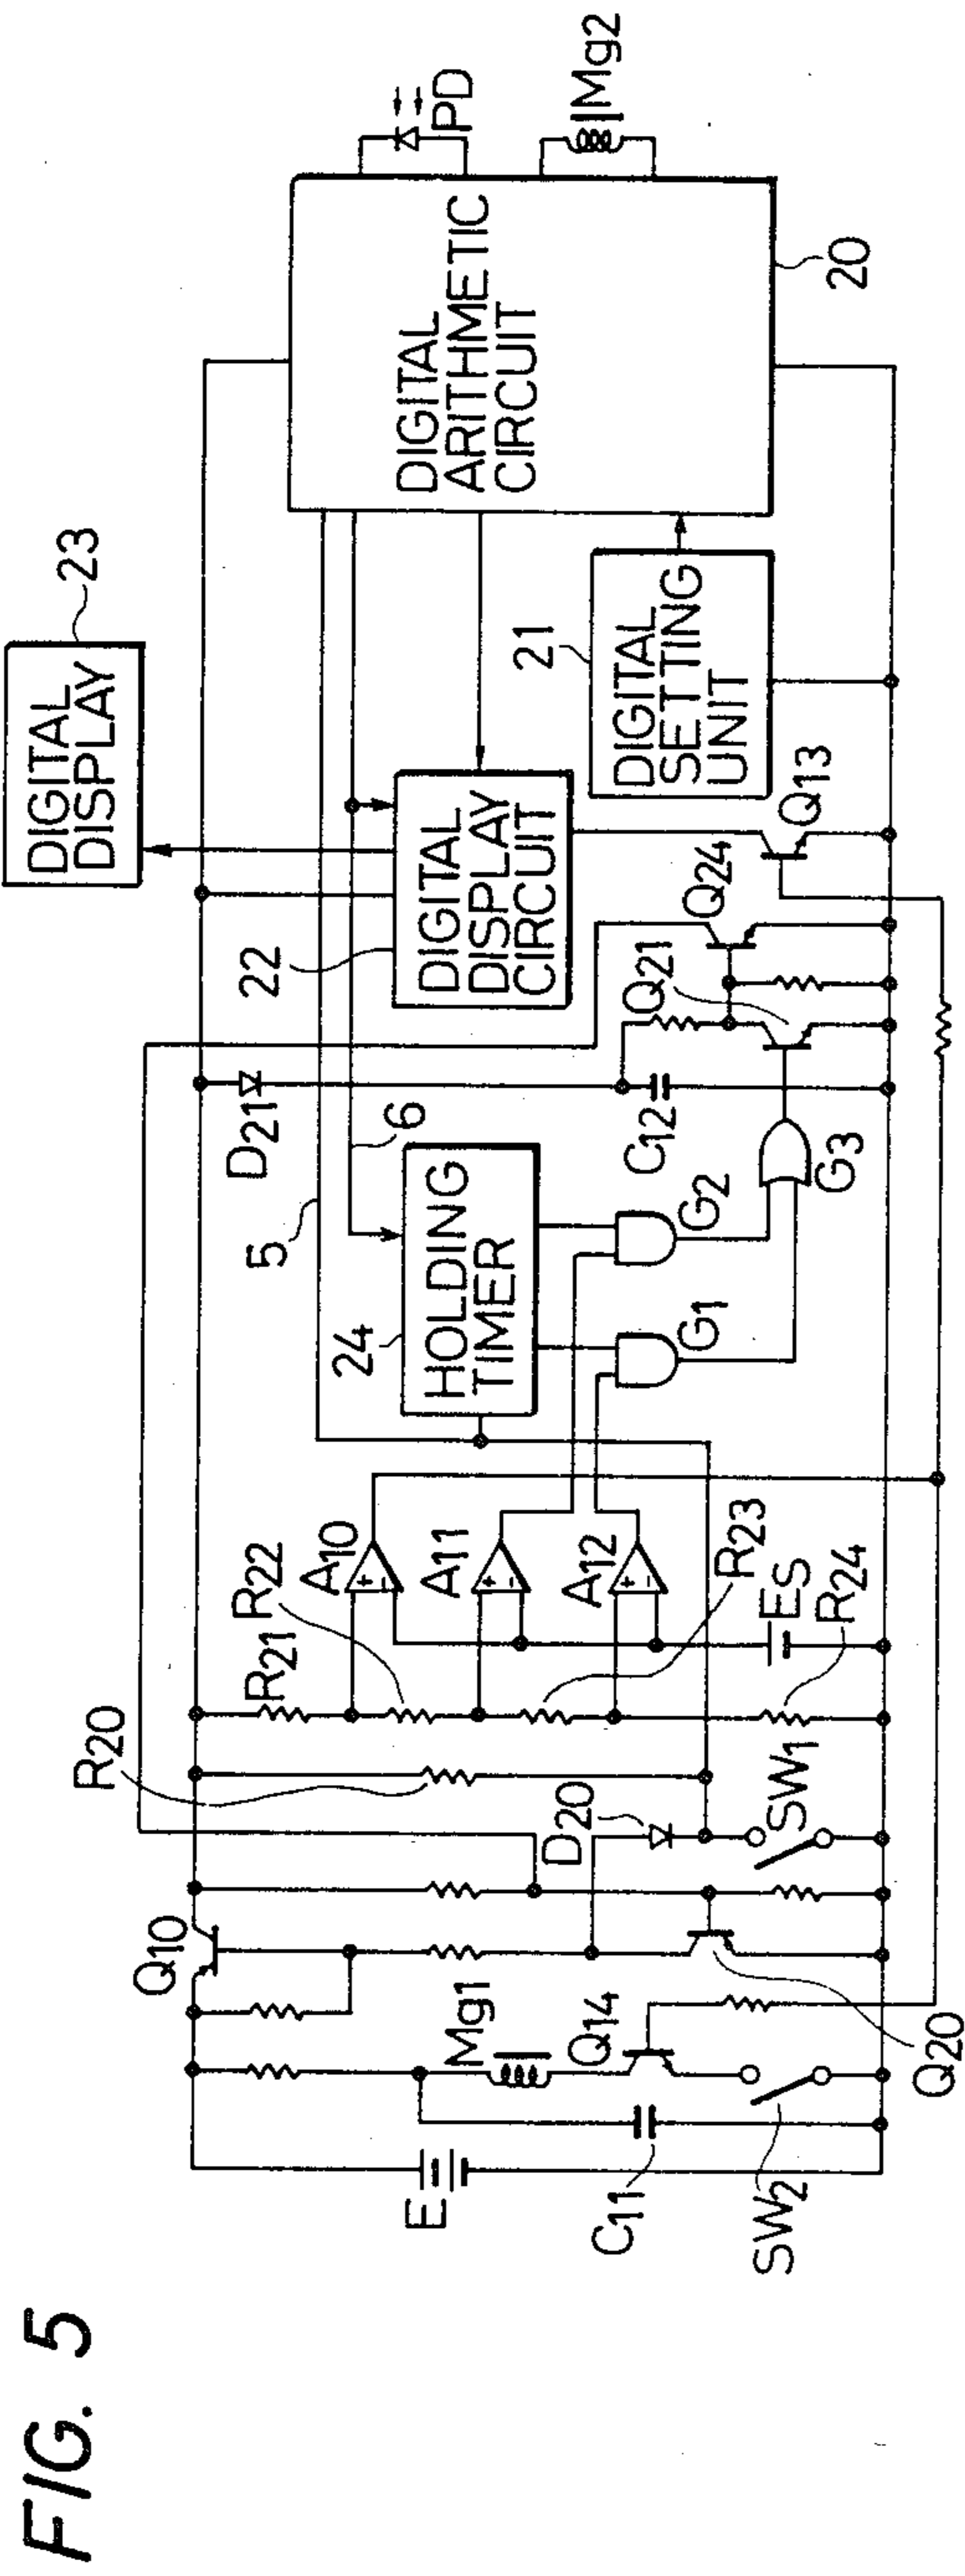 FIG. 5
E
C11
SW2
Mg1
Q14
Q20
Q10
D20
SW1
R20
R21
R22
R23
R24
ES
A10
A11
A12
5
6
24
HOLDING
TIMER
G1
G2
G3
D21
C12
Q21
Q24
Q13
22
DIGITAL
DISPLAY
CIRCUIT
DIGITAL
DISPLAY
23
21
DIGITAL
SETTING
UNIT
DIGITAL
ARITHMETIC
CIRCUIT
20
PD
Mg2
+
-
+
-
+
-